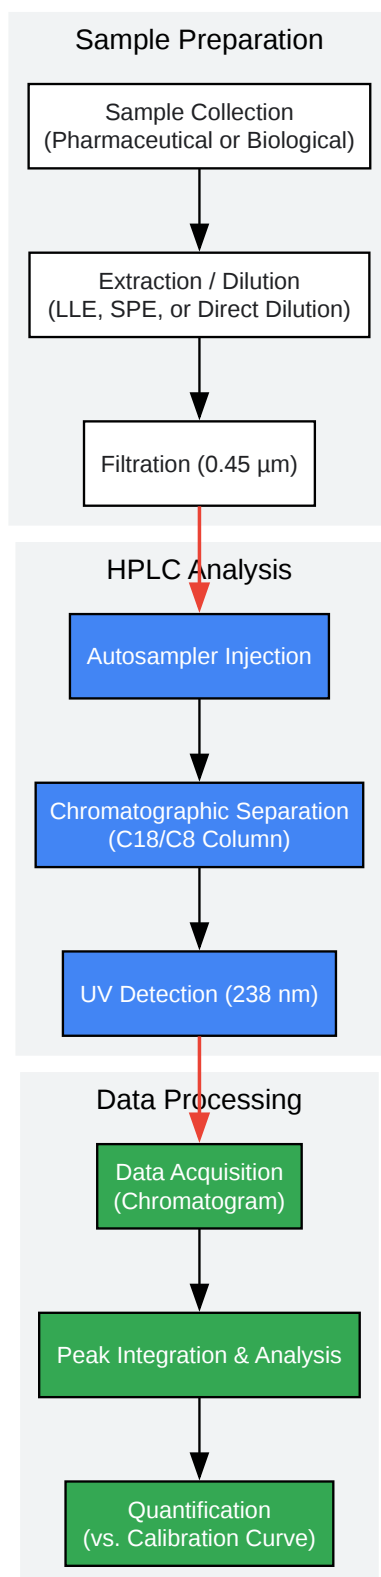 Sample Preparation
Sample Collection
(Pharmaceutical or Biological)
Extraction / Dilution
(LLE, SPE, or Direct Dilution)
Filtration (0.45 µm)
HPLC Analysis
Autosampler Injection
Chromatographic Separation
(C18/C8 Column)
UV Detection (238 nm)
Data Processing
Data Acquisition
(Chromatogram)
Peak Integration & Analysis
Quantification
(vs. Calibration Curve)